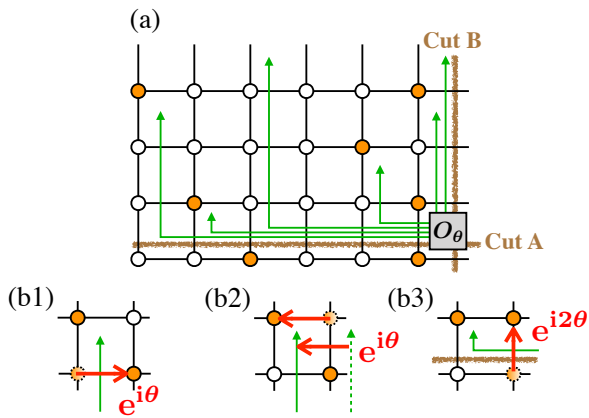 (a)
Cut B
O_θ
Cut A
(b1)
(b2)
(b3)
e^{iθ}
e^{iθ}
e^{i2θ}